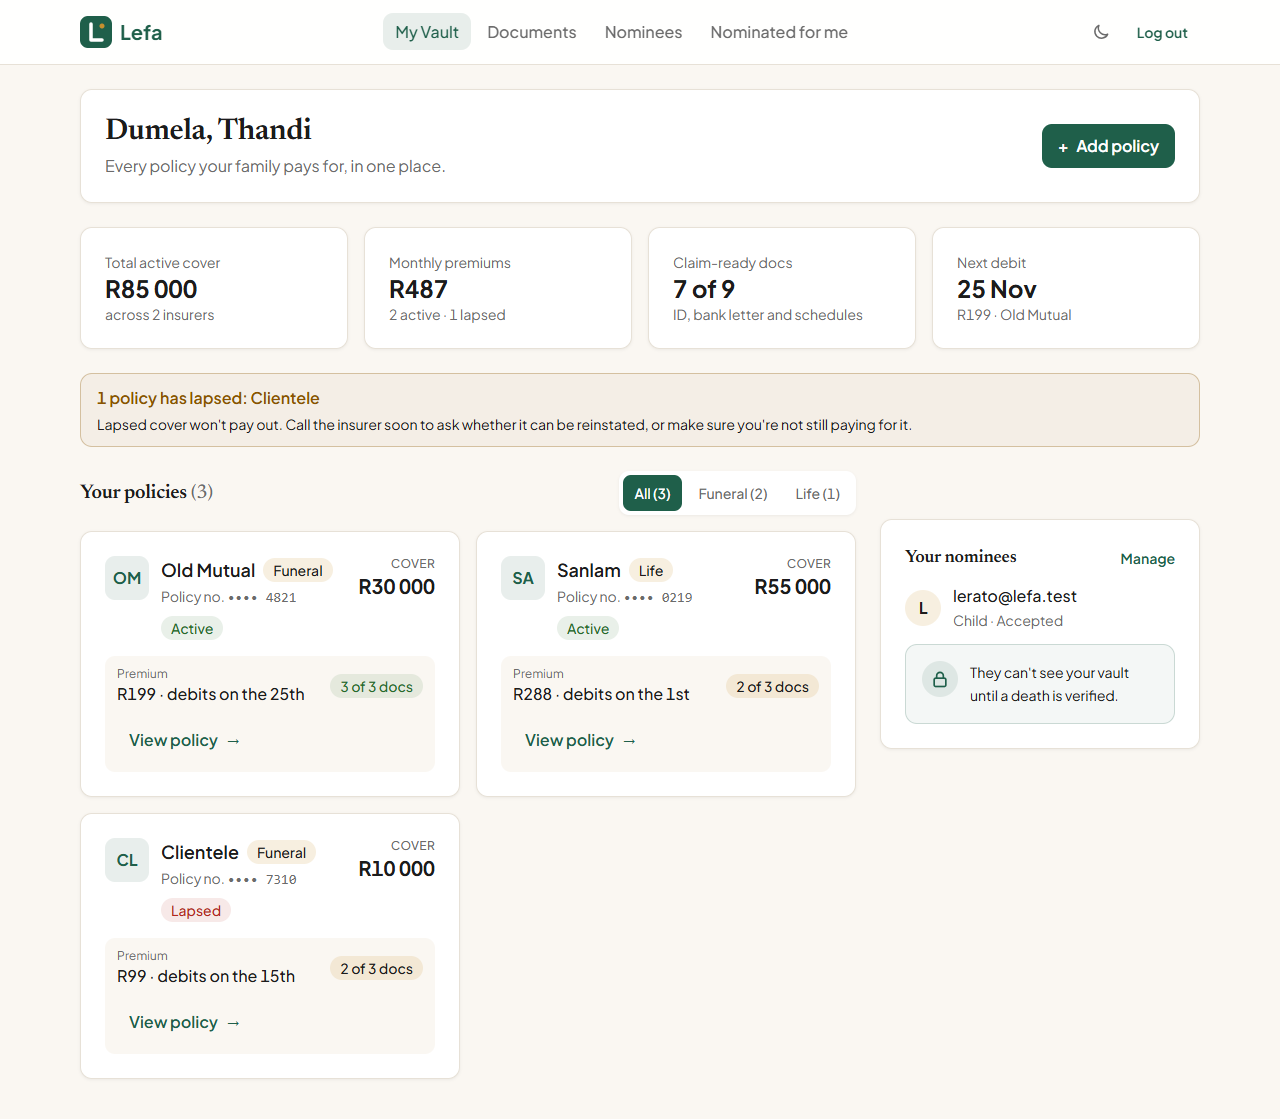 Lefa
My Vault
Documents
Nominees
Nominated for me
Log out
Dumela, Thandi
Every policy your family pays for, in one place.
+ Add policy
Total active cover
R85 000
across 2 insurers
Monthly premiums
R487
2 active · 1 lapsed
Claim-ready docs
7 of 9
ID, bank letter and schedules
Next debit
25 Nov
R199 · Old Mutual
1 policy has lapsed: Clientele
Lapsed cover won't pay out. Call the insurer soon to ask whether it can be reinstated, or make sure you're not still paying for it.
Your policies (3)
All (3)
Funeral (2)
Life (1)
OM
Old Mutual
Funeral
Policy no. •••• 4821
Active
COVER
R30 000
Premium
R199 · debits on the 25th
3 of 3 docs
View policy →
SA
Sanlam
Life
Policy no. •••• 0219
Active
COVER
R55 000
Premium
R288 · debits on the 1st
2 of 3 docs
View policy →
CL
Clientele
Funeral
Policy no. •••• 7310
Lapsed
COVER
R10 000
Premium
R99 · debits on the 15th
2 of 3 docs
View policy →
Your nominees
Manage
L
lerato@lefa.test
Child · Accepted
They can't see your vault
until a death is verified.